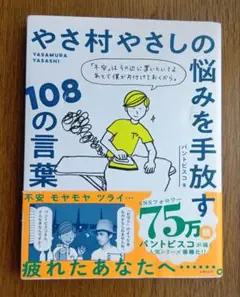 やさ村やさしの悩みを手放す
YASAMURA
YASASHI
108の言葉
「不安」はその辺に置いといてよ
あとで僕が片付けておくから。
パントビスコ
不安 モヤモヤ ツライ…
SNSフォロワー
75万
パントビスコが
疲れたあなたへ……